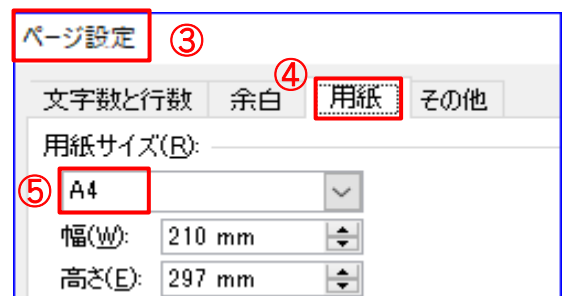 ページ設定 ③
④
文字数と行数 余白 用紙 その他
用紙サイズ(R):
⑤ A4
幅(W): 210 mm
高さ(E): 297 mm